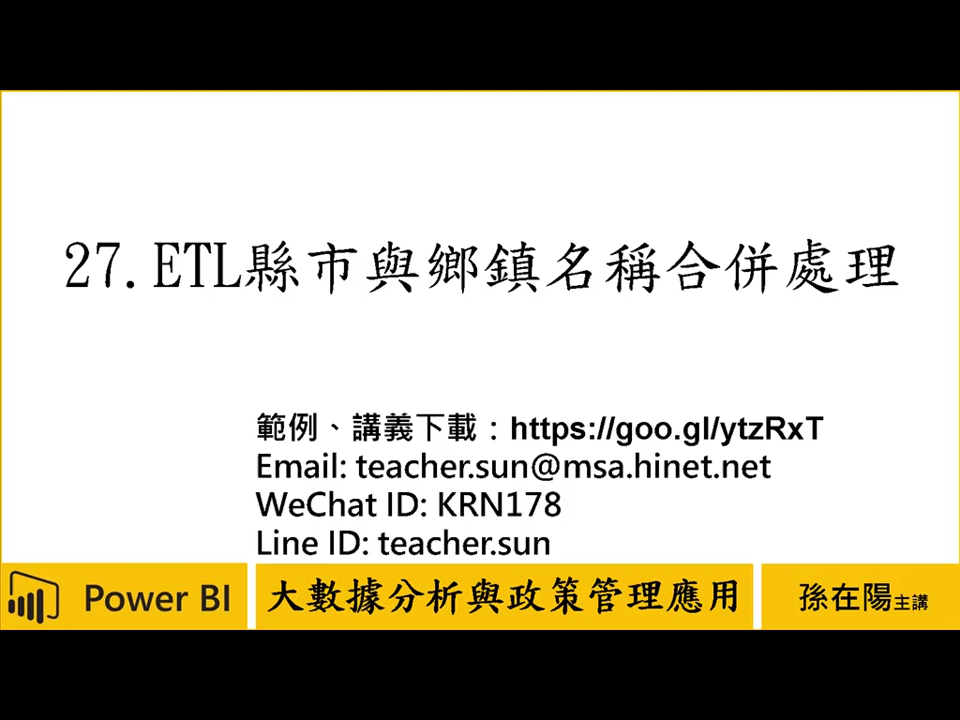 27.ETL縣市與鄉鎮名稱合併處理
範例、講義下載：https://goo.gl/ytzRxT
Email: teacher.sun@msa.hinet.net
WeChat ID: KRN178
Line ID: teacher.sun
Power BI 大數據分析與政策管理應用 孫在陽主講